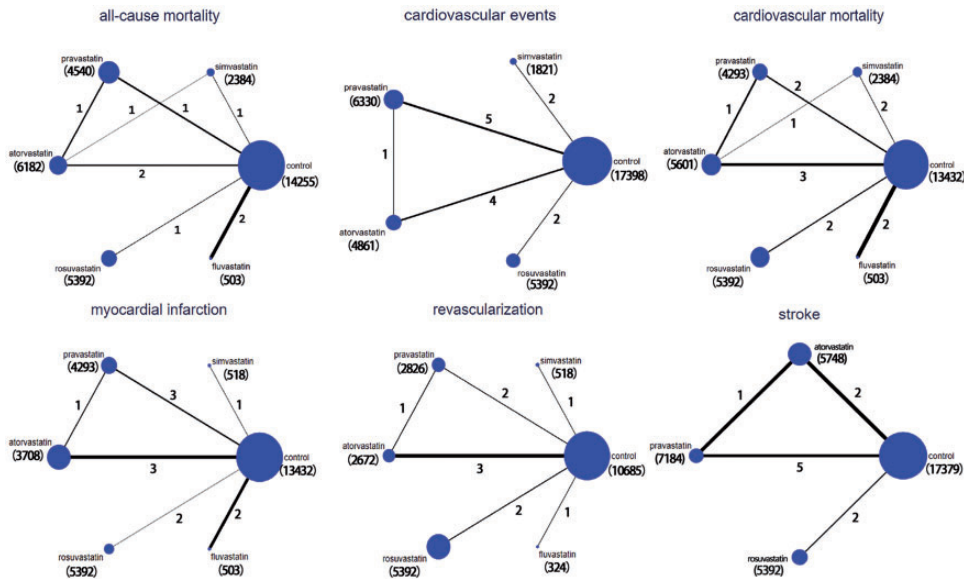 all-cause mortality
pravastatin
(4540)
simvastatin
(2384)
1
1
1
1
atorvastatin
(6182)
2
control
(14255)
1
2
rosuvastatin
(5392)
fluvastatin
(503)
cardiovascular events
simvastatin
(1821)
pravastatin
(6330)
2
5
1
control
(17398)
4
atorvastatin
(4861)
2
rosuvastatin
(5392)
cardiovascular mortality
pravastatin
(4293)
simvastatin
(2384)
1
2
2
1
atorvastatin
(5601)
3
control
(13432)
2
2
rosuvastatin
(5392)
fluvastatin
(503)
myocardial infarction
pravastatin
(4293)
simvastatin
(518)
1
3
1
atorvastatin
(3708)
3
control
(13432)
2
2
rosuvastatin
(5392)
fluvastatin
(503)
revascularization
pravastatin
(2826)
simvastatin
(518)
1
2
1
atorvastatin
(2672)
3
control
(10685)
2
1
rosuvastatin
(5392)
fluvastatin
(324)
stroke
atorvastatin
(5748)
1
2
pravastatin
(7184)
5
control
(17379)
2
rosuvastatin
(5392)